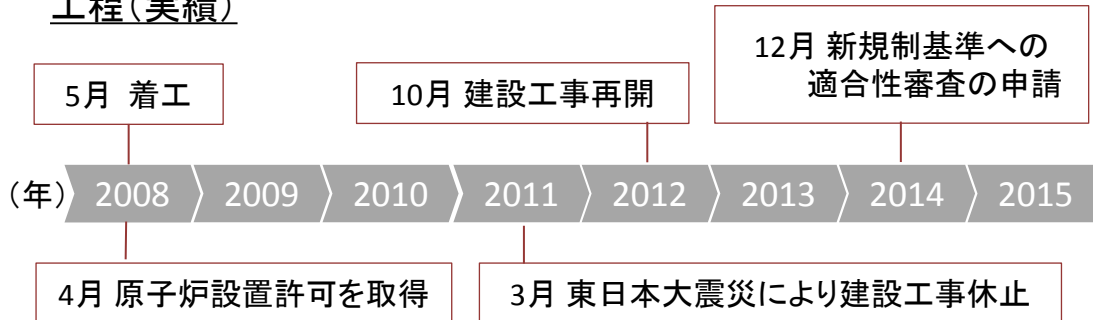 工程(実績)
12月 新規制基準への
適合性審査の申請
5月 着工
10月 建設工事再開
(年) 2008 2009 2010 2011 2012 2013 2014 2015
4月 原子炉設置許可を取得
3月 東日本大震災により建設工事休止